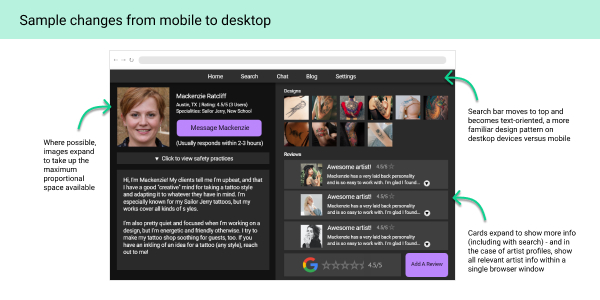 Sample changes from mobile to desktop
Home Search Chat Blog Settings
Mackenzie Ratcliff
Austin, TX | Rating: 4.5/5 (3 Users)
Specialties: Sailor Jerry, New School
Message Mackenzie
(Usually responds within 2-3 hours)
♥ Click to view safety practices
Hi, I'm Mackenzie! My clients tell me I'm upbeat, and that
I have a good "creative" mind for taking a tattoo style
and adapting it to whatever they have in mind. I'm
especially known for my Sailor Jerry tattoos, but my
works cover all kinds of s yles.
I'm also pretty quiet and focused when I'm working on a
design, but I'm energetic and friendly otherwise. I try to
make my tattoo shop soothing for guests, too. If you
have an inking of an idea for a tattoo (any style), reach
out to me!
Designs
Reviews
Awesome artist! 4.5/5
Mackenzie has a very laid back personality
and is so easy to work with. I'm glad I found...
Awesome artist! 4.5/5
Mackenzie has a very laid back personality
and is so easy to work with. I'm glad I found...
Awesome artist! 4.5/5
Mackenzie has a very laid back personality
and is so easy to work with. I'm glad I found...
4.5/5
Add A Review
Where possible,
images expand
to take up the
maximum
proportional
space available
Search bar moves to top and
becomes text-oriented, a more
familiar design pattern on
destkop devices versus mobile
Cards expand to show more info
(including with search) - and in
the case of artist profiles, show
all relevant artist info within a
single browser window